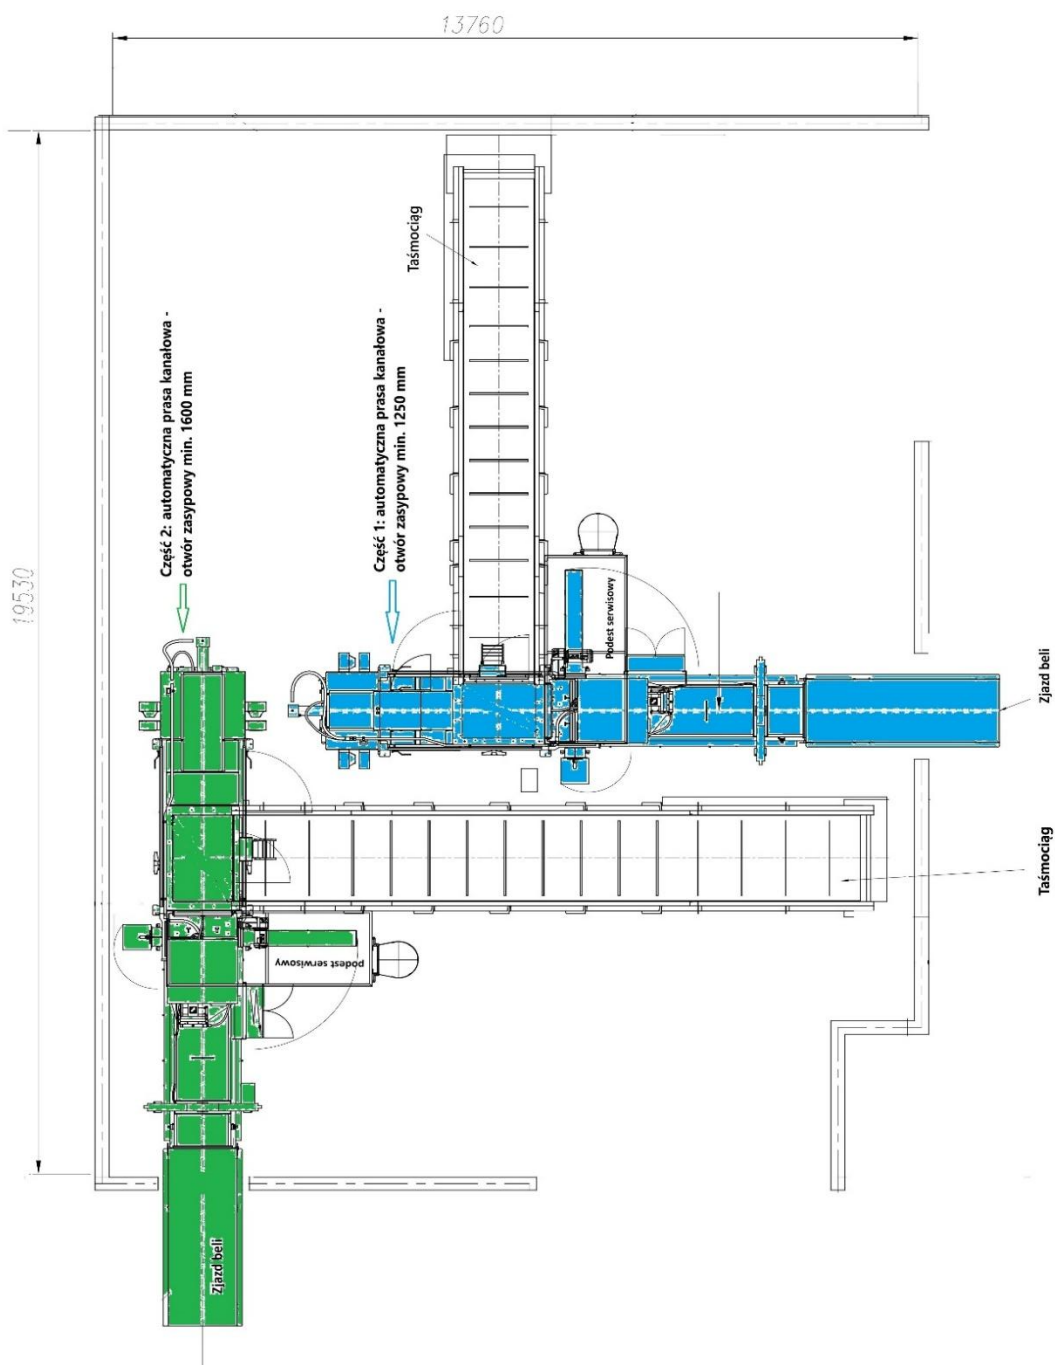 13760
19530
Taśmociąg
Część 2: automatyczna prasa kanałowa -
otwór zasypowy min. 1600 mm
Część 1: automatyczna prasa kanałowa -
otwór zasypowy min. 1250 mm
Podest serwisowy
Zjazd beli
Taśmociąg
podest serwisowy
Zjazd beli